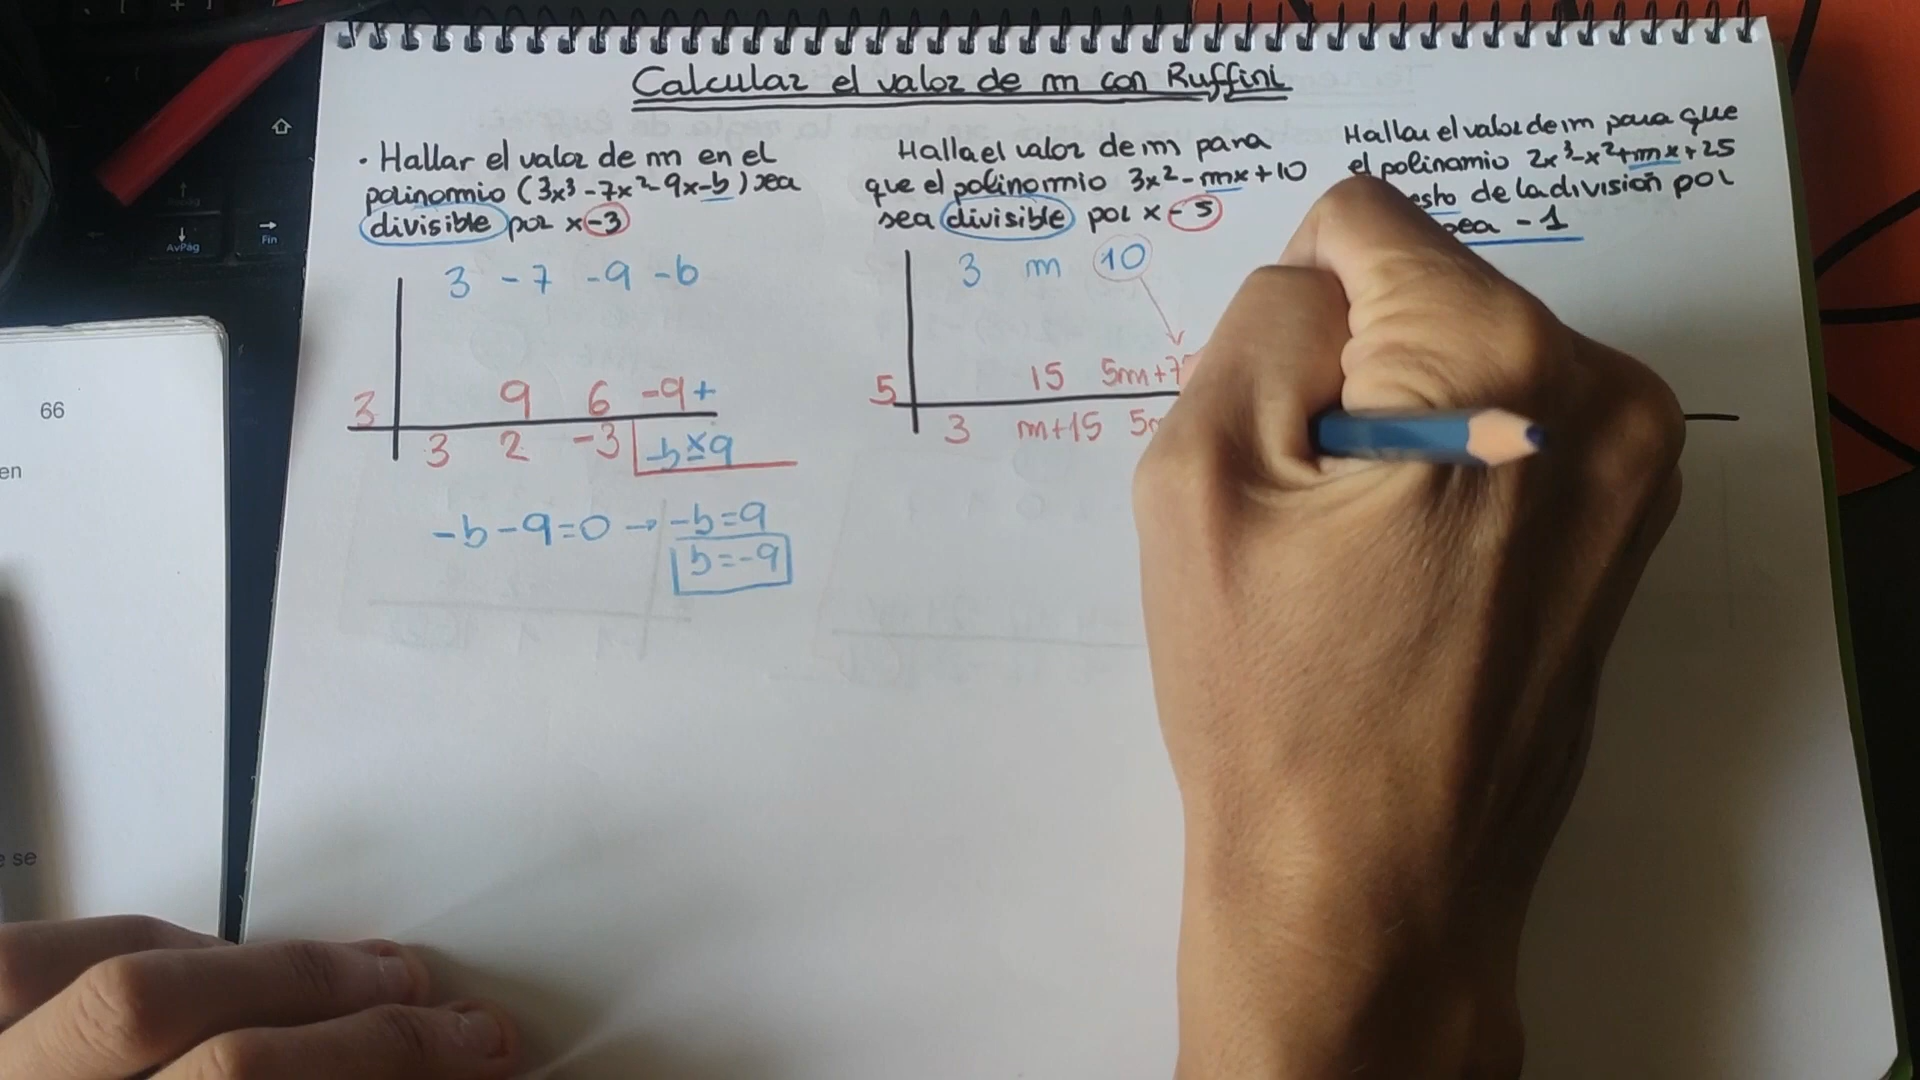 Calcular el valor de m con Ruffini
· Hallar el valor de m en el
polinomio (3x³-7x²-9x-b) sea
divisible por x-3
3 -7 -9 -b
9 6 -9+
3
3 2 -3 -b-9
-b-9=0 → -b=9
b=-9
Halla el valor de m para
que el polinomio 3x²-mx+10
sea divisible por x-5
3 m 10
15 5m+7
5
3 m+15 5
Hallar el valor de m para que
el polinamio 2x³-x²+mx+25
esto de la división por
sea -1
66
en
e se
AvPág
Fin